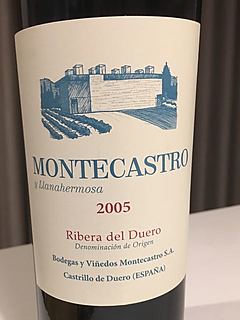 MONTECASTRO
y Llanahermosa
2005
Ribera del Duero
Denominación de Origen
Bodegas y Viñedos Montecastro S.A.
Castrillo de Duero (ESPAÑA)